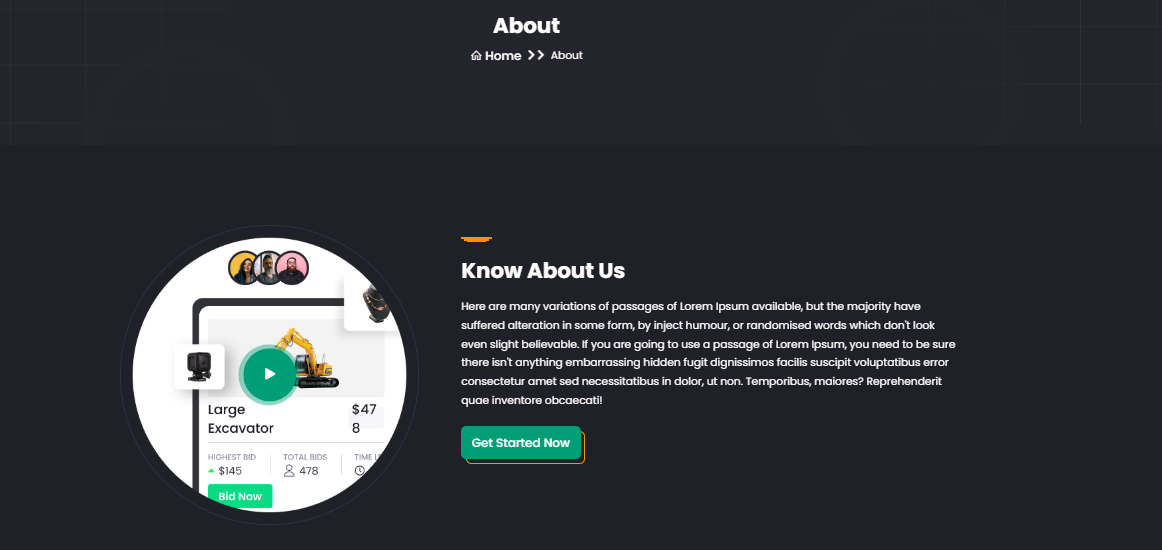 About
Home >> About
Know About Us
Here are many variations of passages of Lorem Ipsum available, but the majority have
suffered alteration in some form, by inject humour, or randomised words which don't look
even slight believable. If you are going to use a passage of Lorem Ipsum, you need to be sure
there isn't anything embarrassing hidden fugit dignissimos facilis suscipit voluptatibus error
consectetur amet sed necessitatibus in dolor, ut non. Temporibus, maiores? Reprehenderit
quae inventore obcaecati!
Get Started Now
Large $47
Excavator 8
HIGHEST BID TOTAL BIDS TIME
$145 478
Bid Now